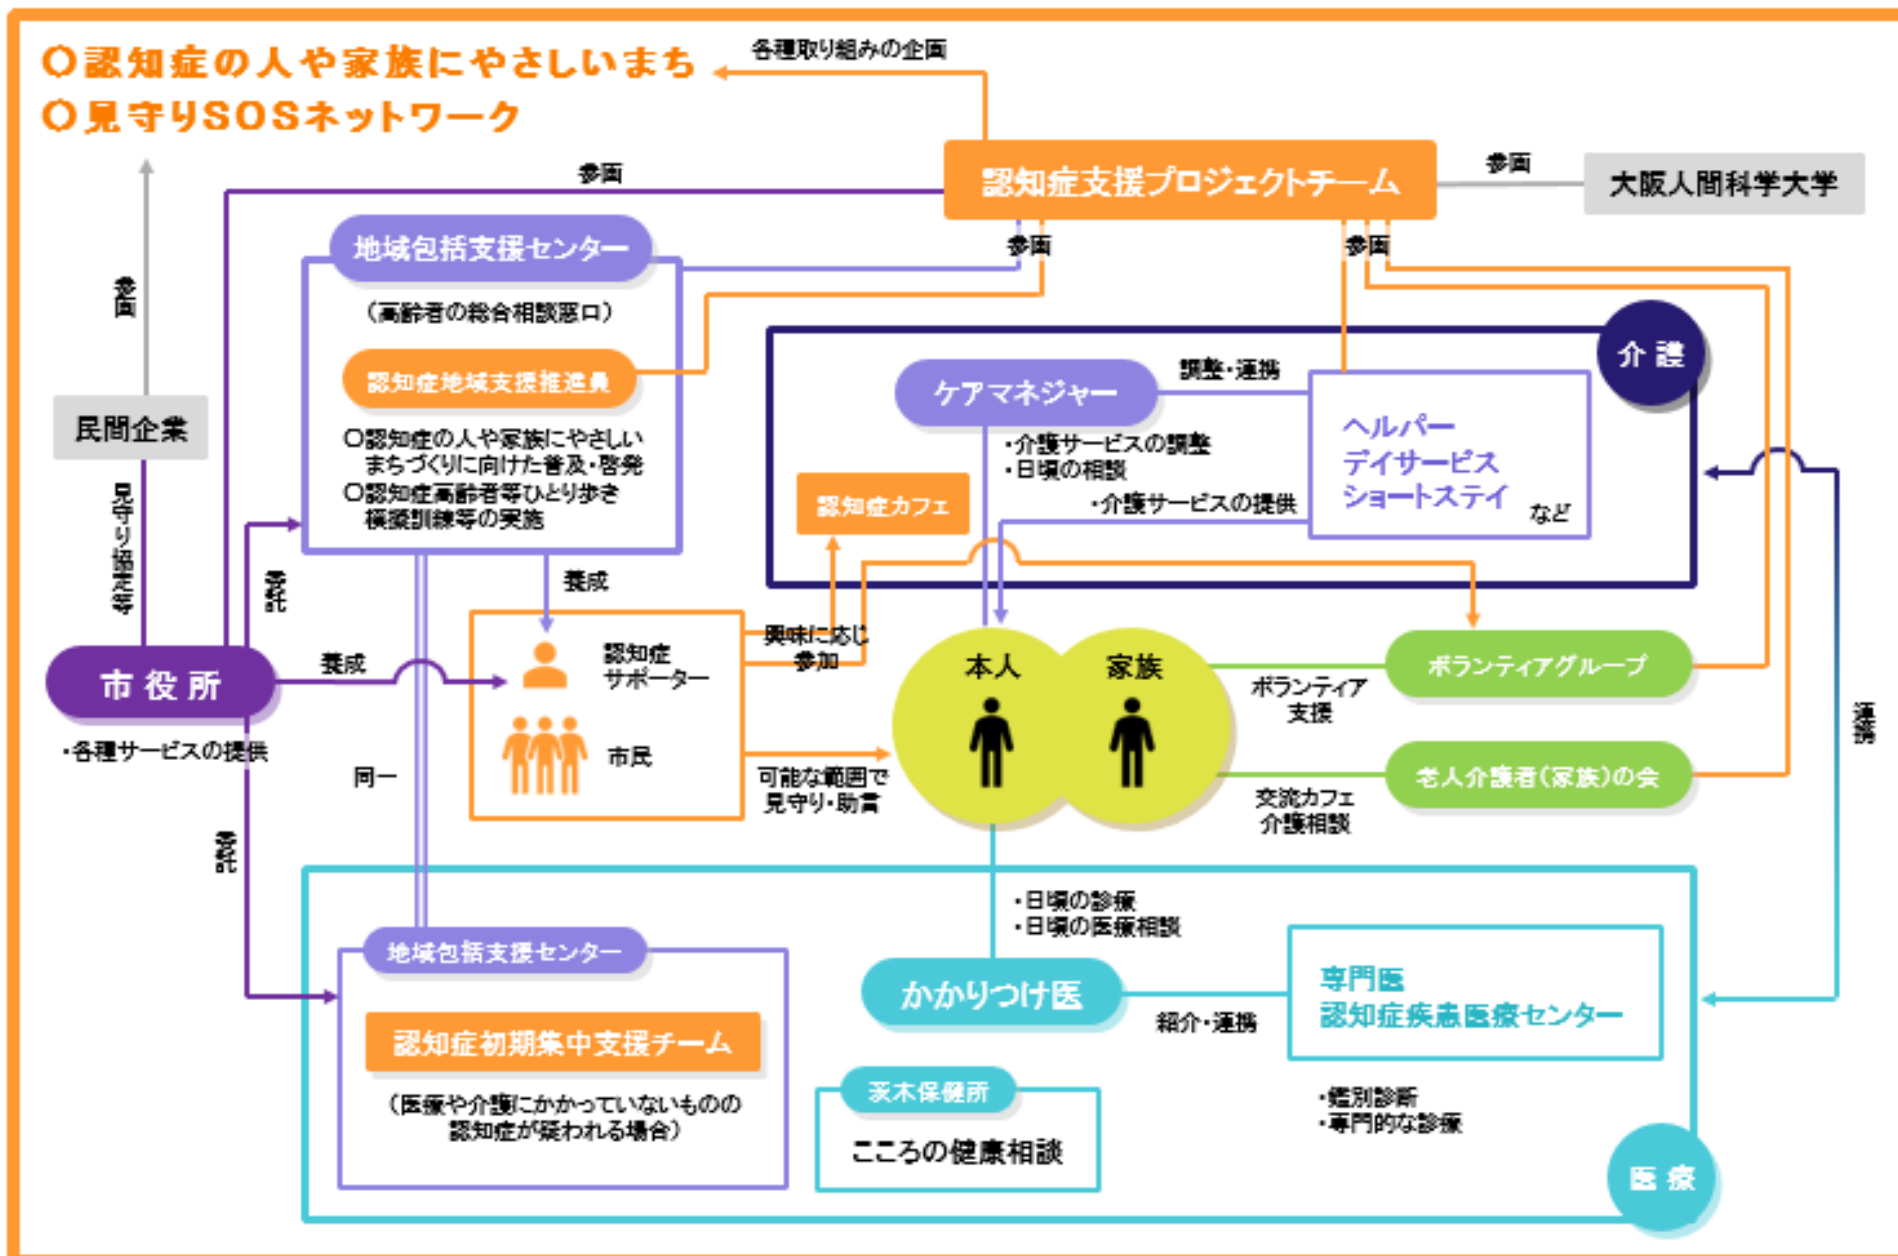 〇認知症の人や家族にやさしいまち
〇見守りSOSネットワーク
各種取り組みの企画
参画
認知症支援プロジェクトチーム
参画
大阪人間科学大学
地域包括支援センター
参画
参画
(高齢者の総合相談窓口)
参画
介護
認知症地域支援推進員
ケアマネジャー
調整・連携
民間企業
〇認知症の人や家族にやさしい
まちづくりに向けた普及・啓発
〇認知症高齢者等ひとり歩き
模擬訓練等の実施
・介護サービスの調整
・日頃の相談
ヘルパー
デイサービス
ショートステイ
など
認知症カフェ
・介護サービスの提供
見守り協定等
委託
養成
市役所
養成
認知症
サポーター
興味に応じ
参加
本人
家族
ボランティアグループ
ボランティア
支援
連携
・各種サービスの提供
同一
市民
可能な範囲で
見守り・助言
老人介護者(家族)の会
交流カフェ
介護相談
委託
・日頃の診療
・日頃の医療相談
地域包括支援センター
かかりつけ医
紹介・連携
専門医
認知症疾患医療センター
認知症初期集中支援チーム
(医療や介護にかかっていないものの
認知症が疑われる場合)
茨木保健所
こころの健康相談
・鑑別診断
・専門的な診療
医療